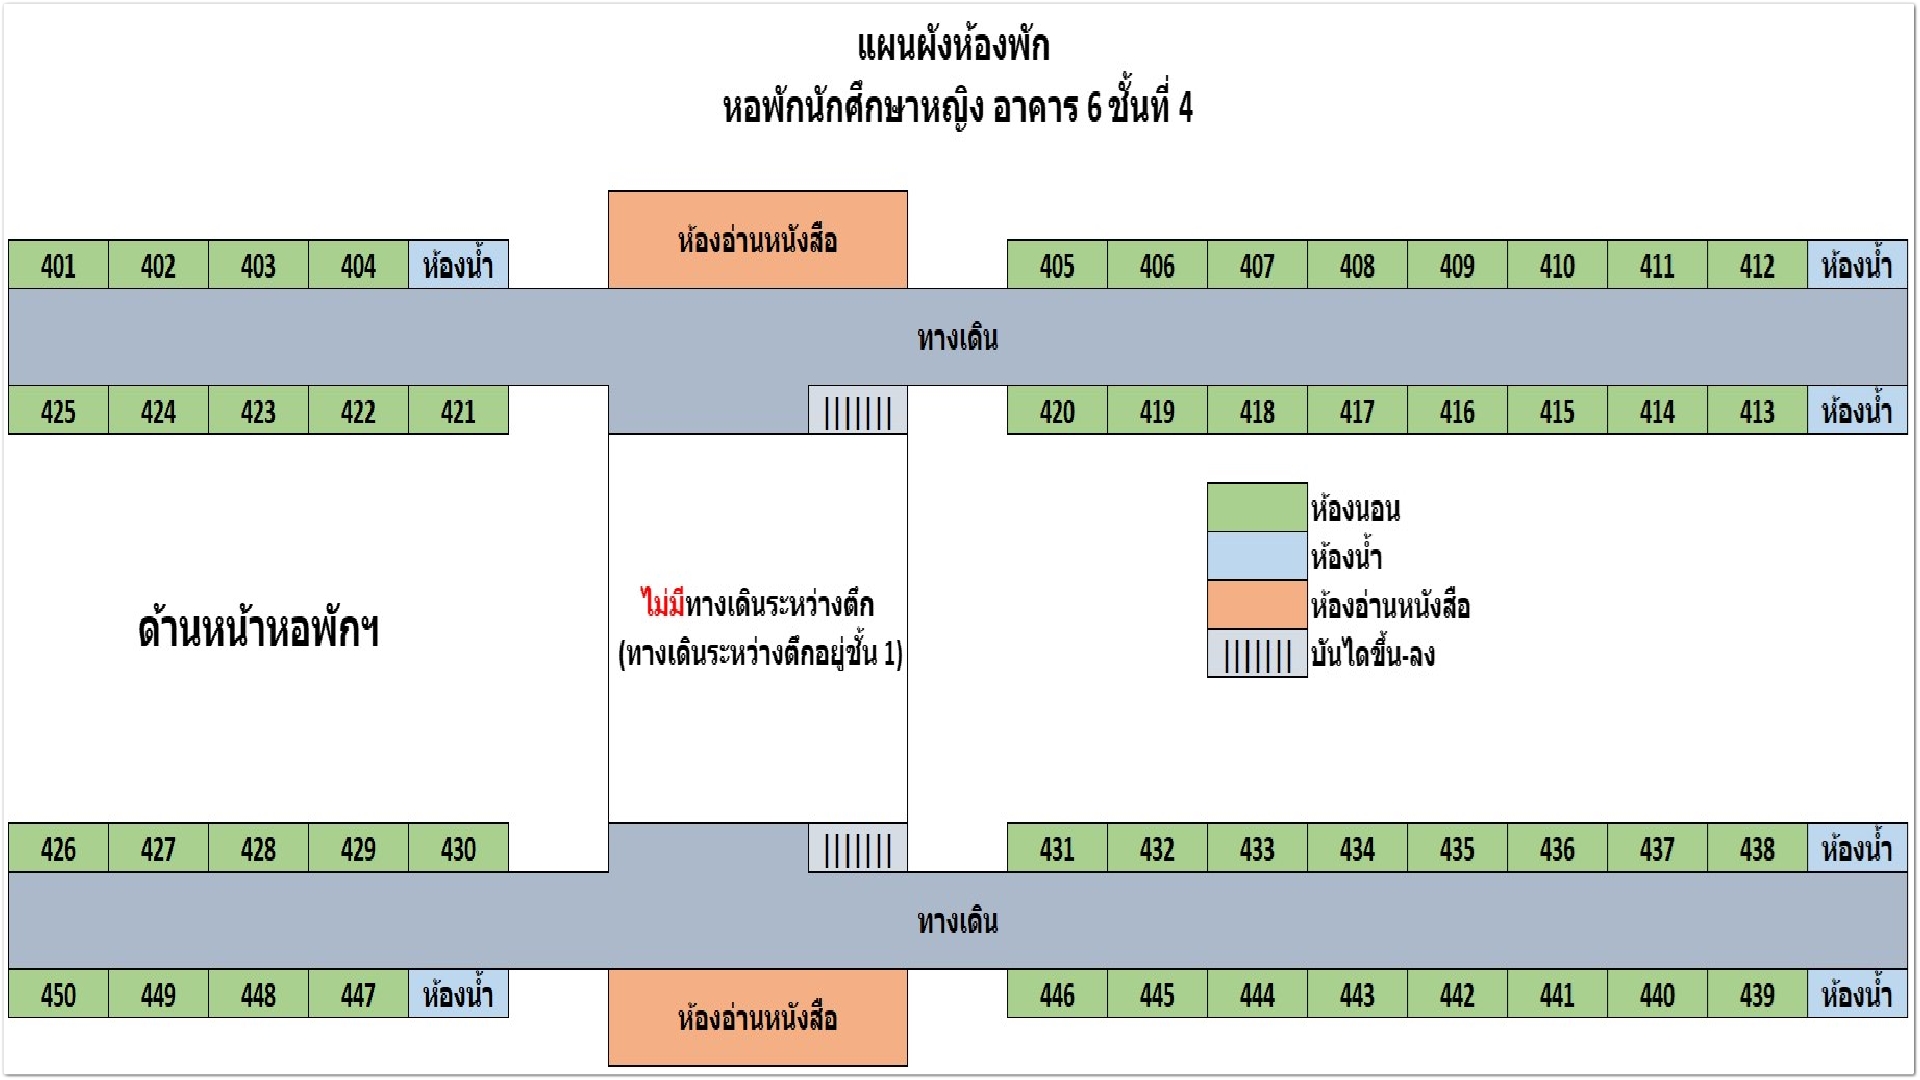 แผนผังห้องพัก
หอพักนักศึกษาหญิง อาคาร 6 ชั้นที่ 4
ห้องอ่านหนังสือ
401 402 403 404 ห้องน้ำ 405 406 407 408 409 410 411 412 ห้องน้ำ
ทางเดิน
425 424 423 422 421 ||||||| 420 419 418 417 416 415 414 413 ห้องน้ำ
ห้องนอน
ห้องน้ำ
ห้องอ่านหนังสือ
||||||| บันไดขึ้น-ลง
ด้านหน้าหอพักฯ
ไม่มีทางเดินระหว่างตึก
(ทางเดินระหว่างตึกอยู่ชั้น 1)
426 427 428 429 430 ||||||| 431 432 433 434 435 436 437 438 ห้องน้ำ
ทางเดิน
450 449 448 447 ห้องน้ำ 446 445 444 443 442 441 440 439 ห้องน้ำ
ห้องอ่านหนังสือ